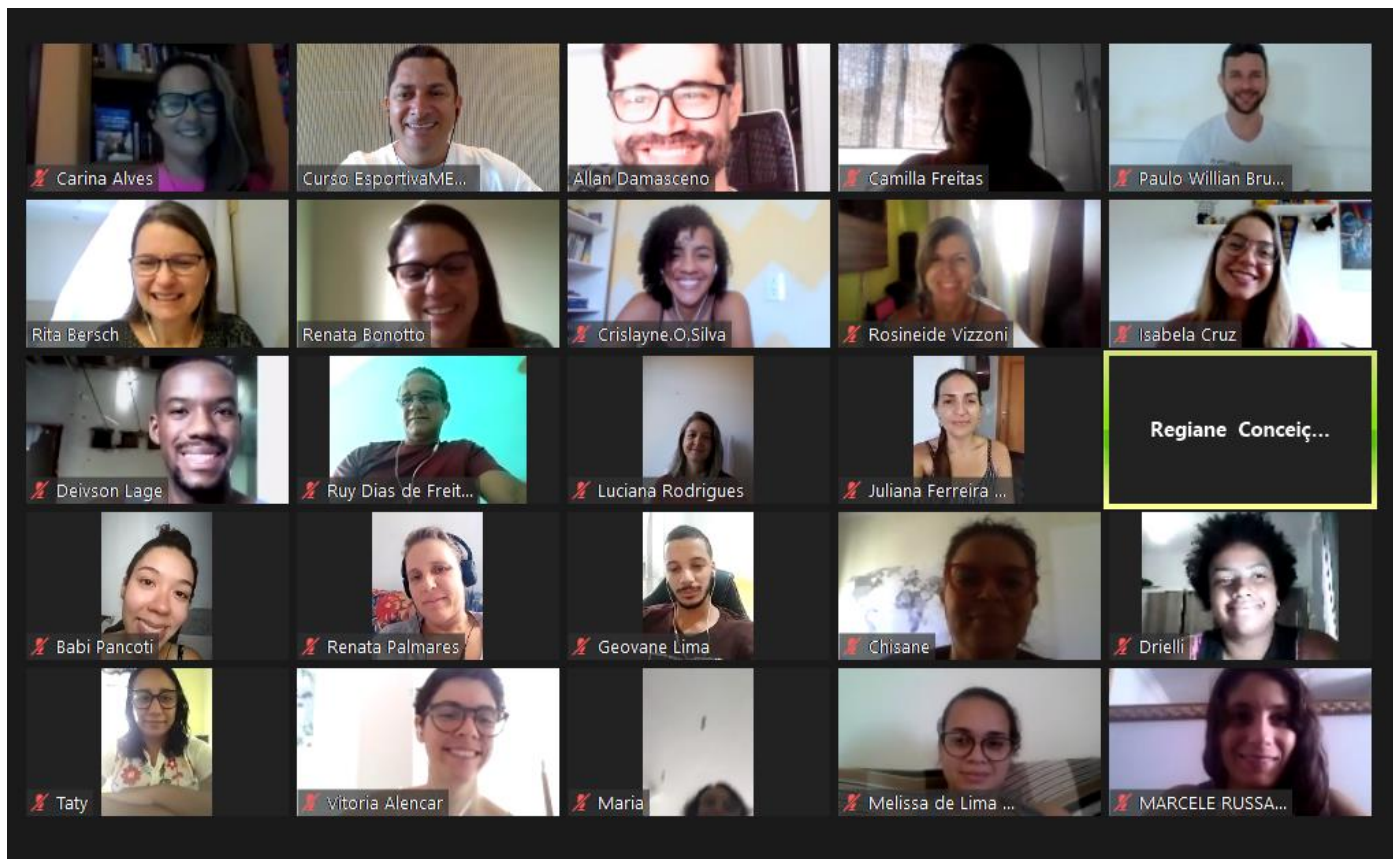 Carina Alves
Curso EsportivaME...
Allan Damasceno
Camilla Freitas
Paulo Willian Bru...
Rita Bersch
Renata Bonotto
Crislayne.O.Silva
Rosineide Vizzoni
Isabela Cruz
Deivson Lage
Ruy Dias de Freit...
Luciana Rodrigues
Juliana Ferreira ...
Regiane Conceiç...
Babi Pancoti
Renata Palmares
Geovane Lima
Chisane
Drielli
Taty
Vitoria Alencar
Maria
Melissa de Lima ...
MARCELE RUSSA...